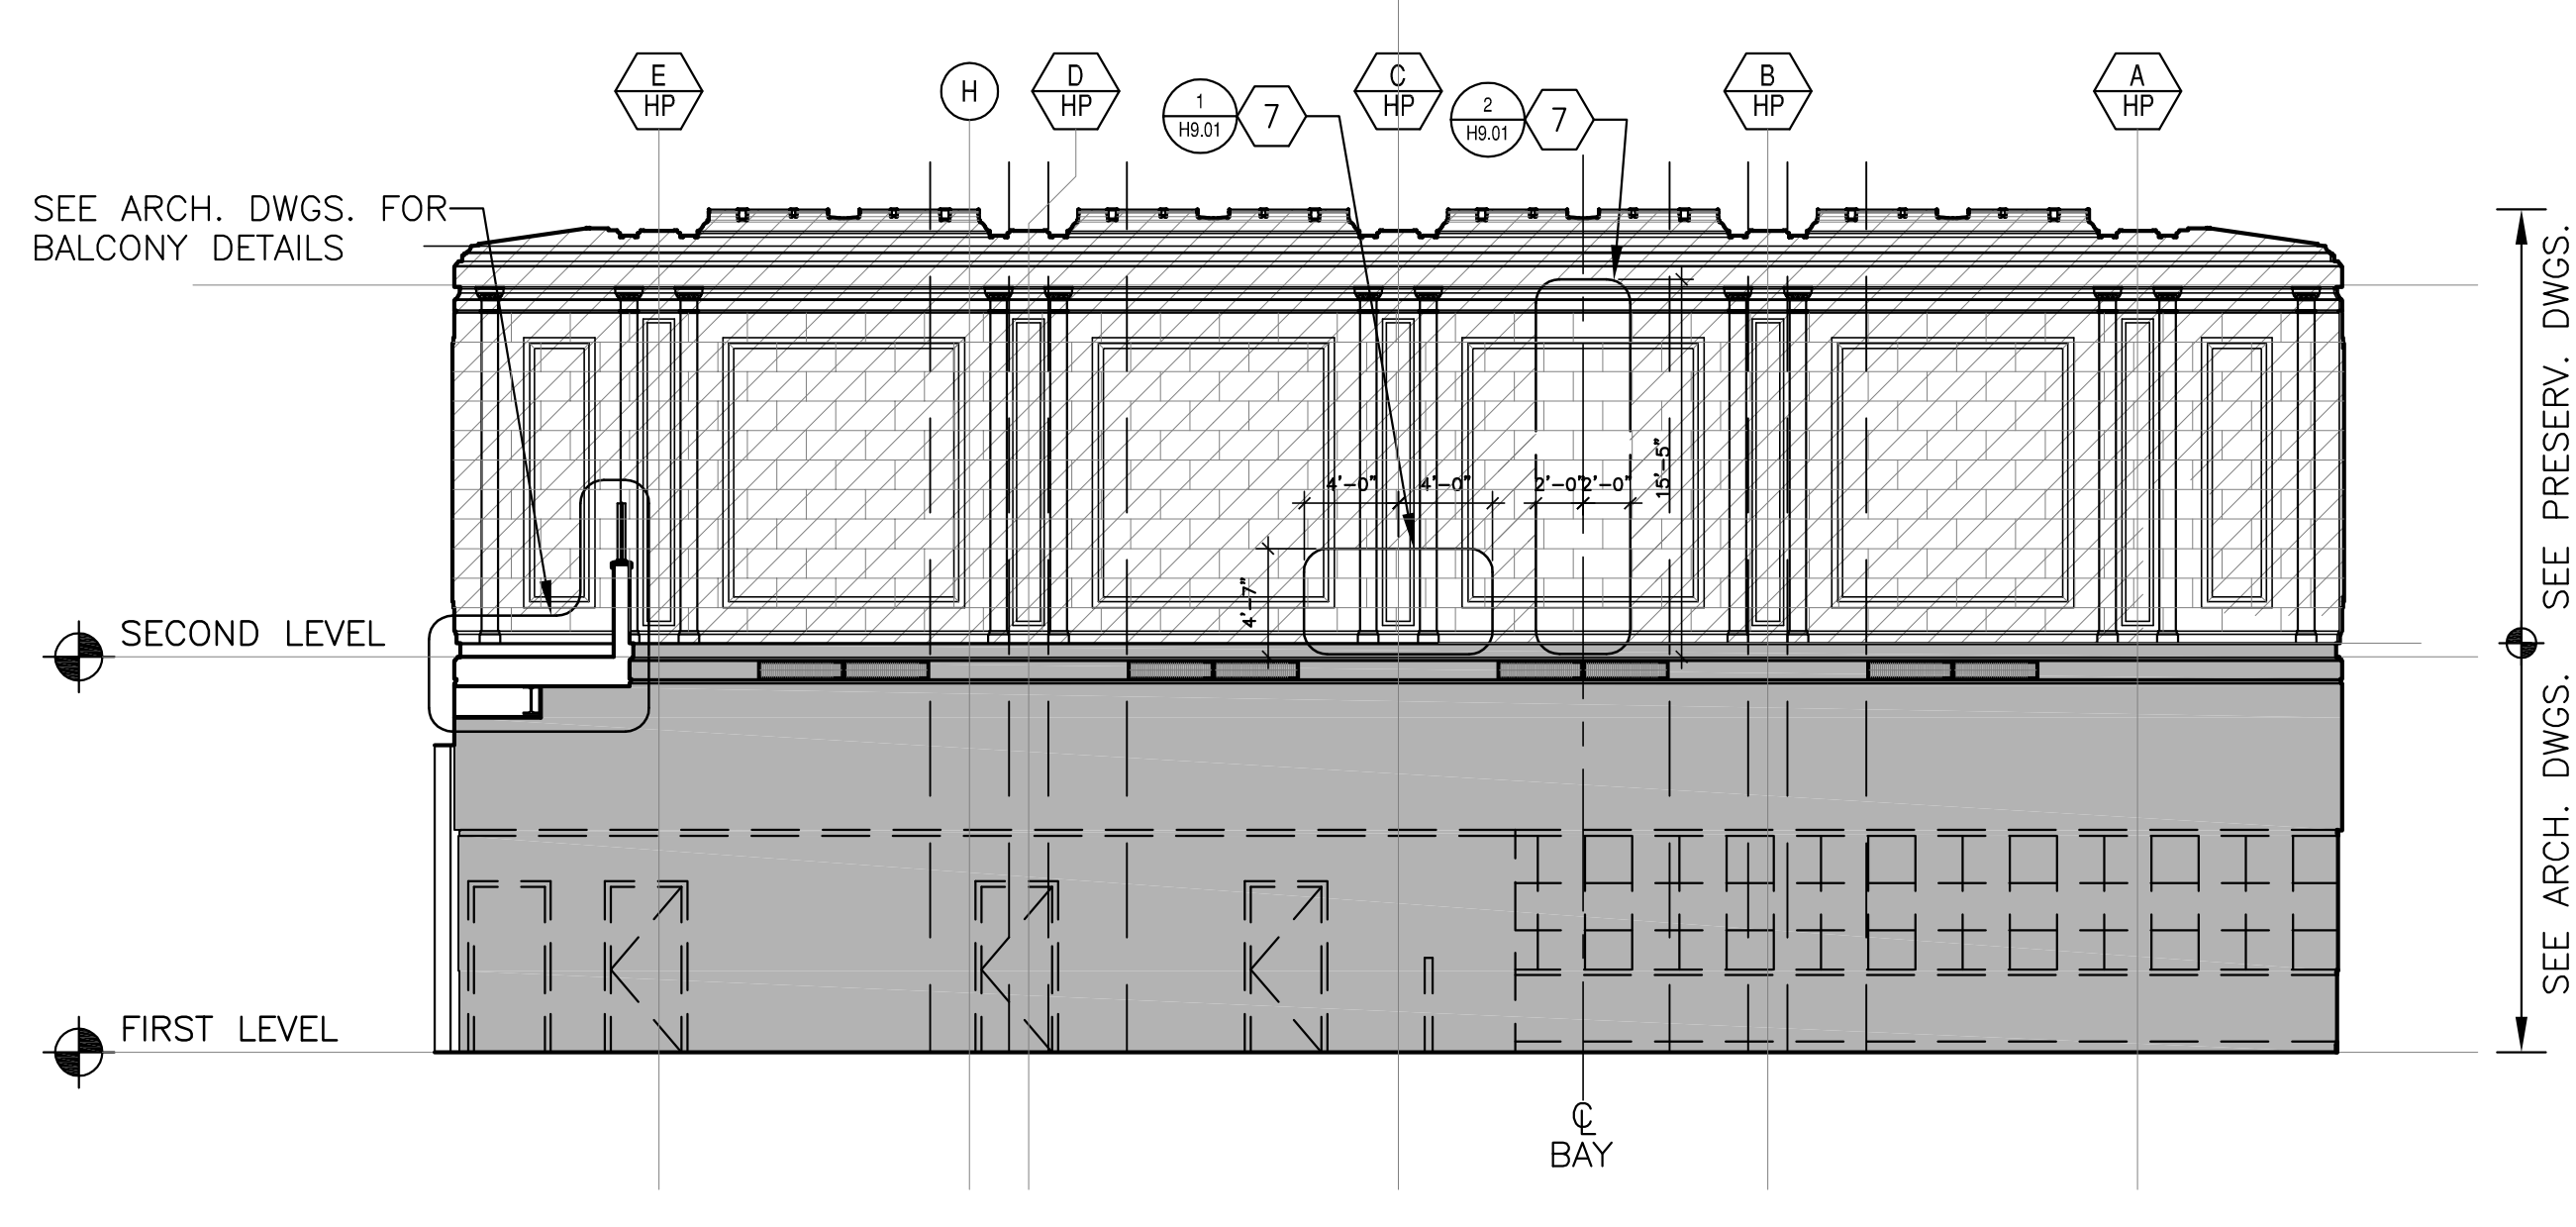 E
HP
H
D
HP
1
H9.01
7
C
HP
2
H9.01
7
B
HP
A
HP
SEE ARCH. DWGS. FOR
BALCONY DETAILS
SEE PRESERV. DWGS.
15'-5"
4'-0"
4'-0"
2'-0"
2'-0"
4'-7"
SECOND LEVEL
SEE ARCH. DWGS.
FIRST LEVEL
CL
BAY